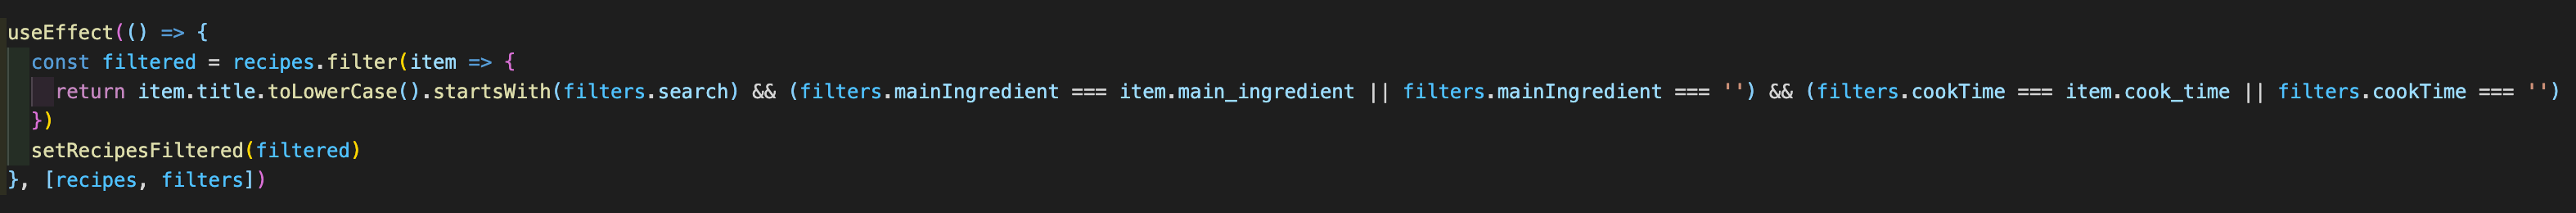 useEffect(() => {
  const filtered = recipes.filter(item => {
    return item.title.toLowerCase().startsWith(filters.search) && (filters.mainIngredient === item.main_ingredient || filters.mainIngredient === '') && (filters.cookTime === item.cook_time || filters.cookTime === '')
  })
  setRecipesFiltered(filtered)
}, [recipes, filters])